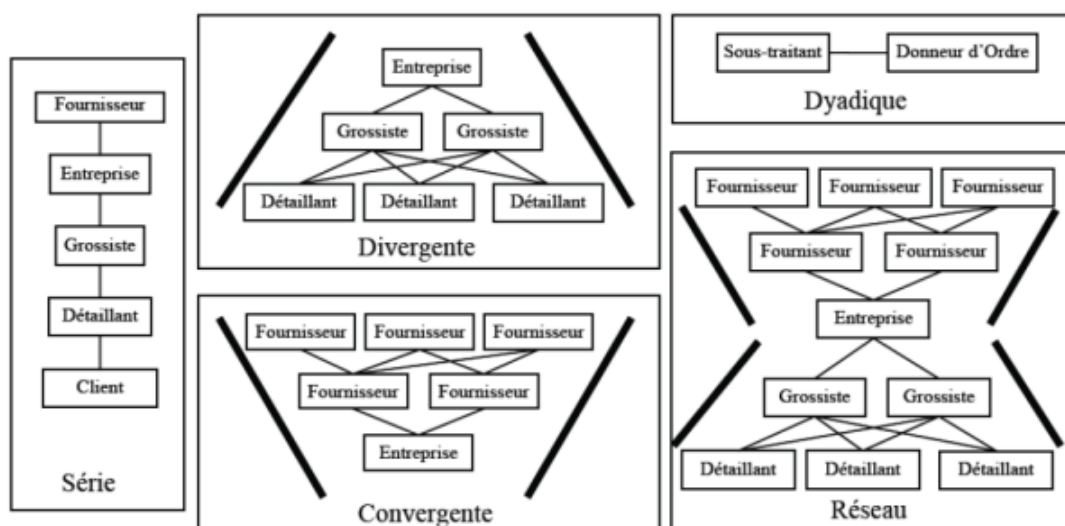 Fournisseur
Entreprise
Grossiste
Détaillant
Client
Série
Entreprise
Grossiste Grossiste
Détaillant Détaillant Détaillant
Divergente
Fournisseur Fournisseur Fournisseur
Fournisseur Fournisseur
Entreprise
Convergente
Sous-traitant Donneur d'Ordre
Dyadique
Fournisseur Fournisseur Fournisseur
Fournisseur Fournisseur
Entreprise
Grossiste Grossiste
Détaillant Détaillant Détaillant
Réseau